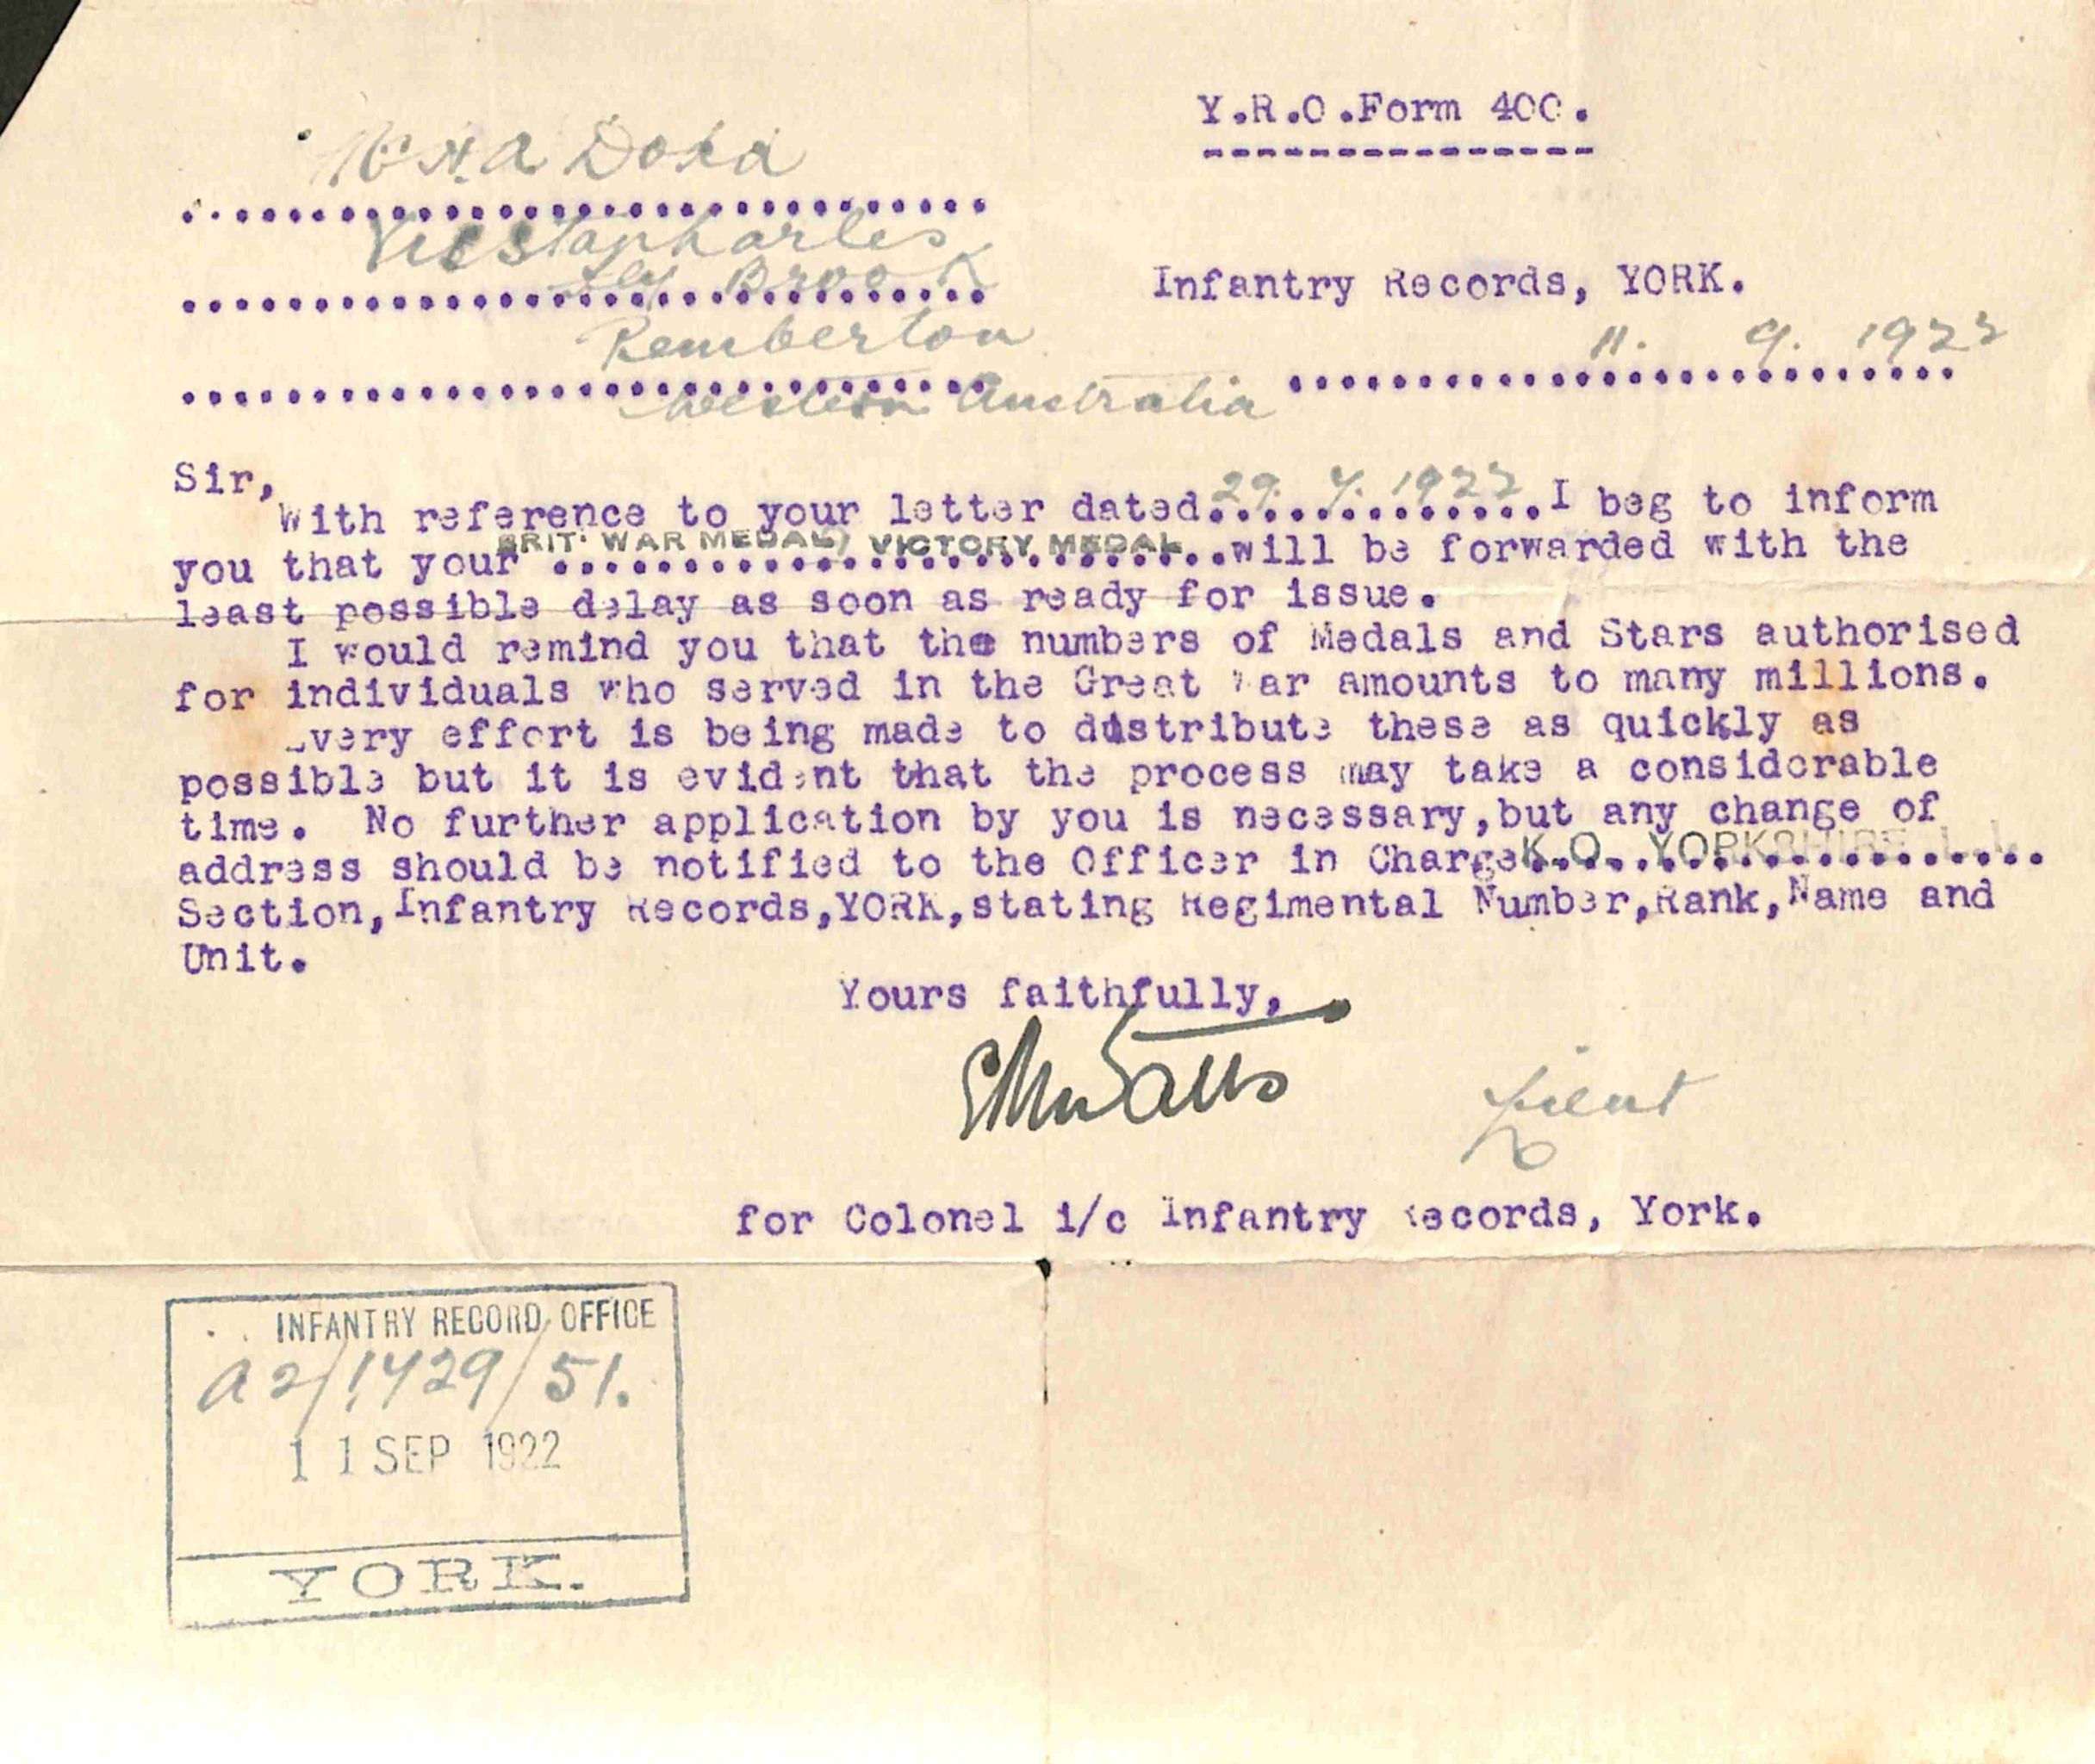 Y.R.O.Form 400.
Mr H. A Doxa
Pemberton
Western Australia
Infantry Records, YORK.
11. 9. 1922
Sir,
With reference to your letter dated 29. 7. 1922 I beg to inform
you that your BRIT: WAR MEDAL, VICTORY MEDAL will be forwarded with the
least possible delay as soon as ready for issue.
I would remind you that the numbers of Medals and Stars authorised
for individuals who served in the Great War amounts to many millions.
Every effort is being made to distribute these as quickly as
possible but it is evident that the process may take a considerable
time. No further application by you is necessary,but any change of
address should be notified to the Officer in Charge K.O. YORKSHIRE L.I.
Section,Infantry Records,YORK,stating Regimental Number,Rank,Name and
Unit.
Yours faithfully,
Lieut
for Colonel i/c Infantry Records, York.
INFANTRY RECORD OFFICE
A2/1429/51.
11 SEP 1922
YORK.